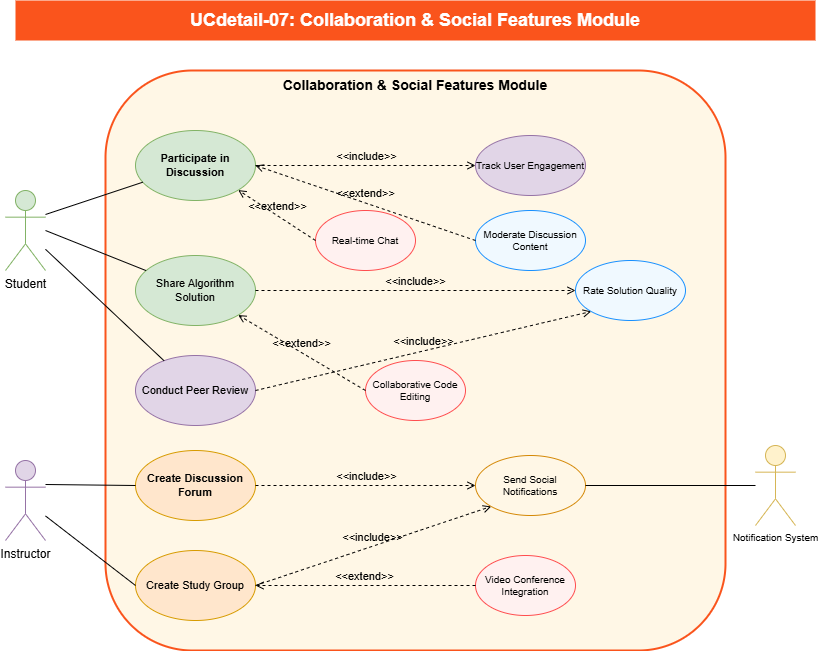 UCdetail-07: Collaboration & Social Features Module
Collaboration & Social Features Module
Participate in
Discussion
<<include>>
Track User Engagement
<<extend>>
<<extend>>
Real-time Chat
Moderate Discussion
Content
Student
Share Algorithm
Solution
<<include>>
Rate Solution Quality
<<extend>>
<<include>>
Conduct Peer Review
Collaborative Code
Editing
Create Discussion
Forum
<<include>>
Send Social
Notifications
Notification System
Instructor
<<include>>
Create Study Group
<<extend>>
Video Conference
Integration